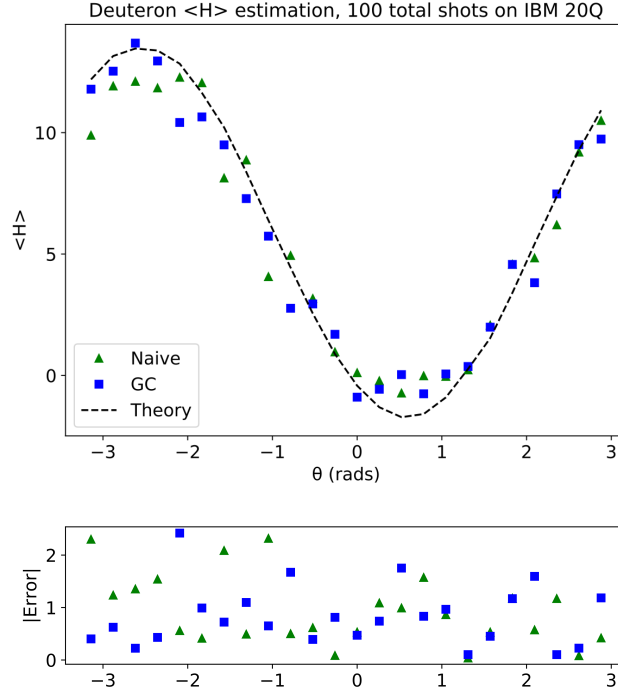 Deuteron <H> estimation, 100 total shots on IBM 20Q
10
5
0
<H>
Naive
GC
Theory
−3 −2 −1 0 1 2 3
θ (rads)
2
1
0
|Error|
−3 −2 −1 0 1 2 3